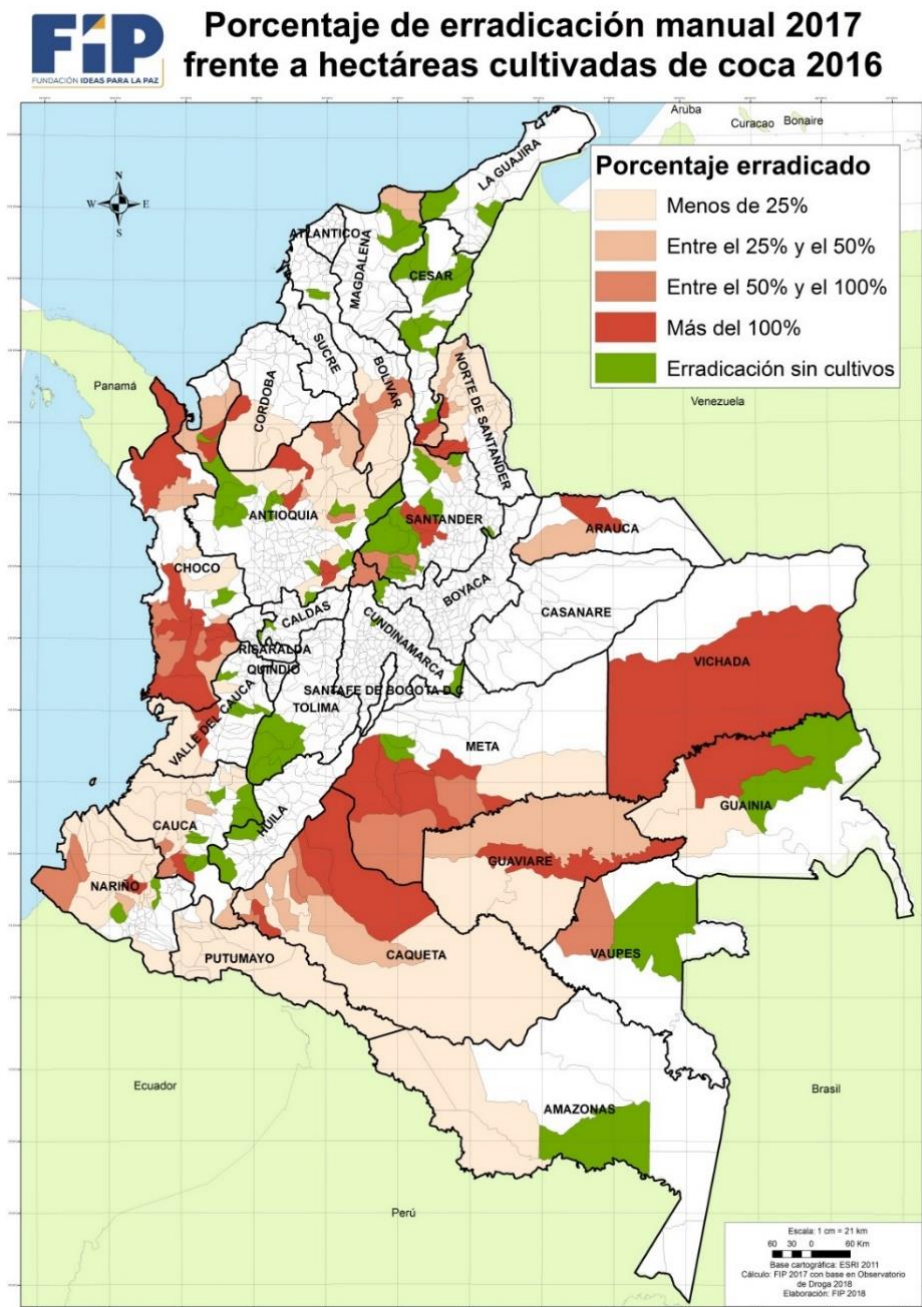 FIP
FUNDACIÓN IDEAS PARA LA PAZ
Porcentaje de erradicación manual 2017
frente a hectáreas cultivadas de coca 2016
Aruba
Curacao
Bonaire
N
W
E
S
Porcentaje erradicado
Menos de 25%
Entre el 25% y el 50%
Entre el 50% y el 100%
Más del 100%
Erradicación sin cultivos
LA GUAJIRA
ATLANTICO
MAGDALENA
CESAR
SUCRE
BOLIVAR
CORDOBA
NORTE DE SANTANDER
Panamá
Venezuela
ANTIOQUIA
SANTANDER
ARAUCA
CHOCO
BOYACA
CASANARE
CALDAS
CUNDINAMARCA
RISARALDA
QUINDIO
VICHADA
SANTAFE DE BOGOTA D.C
TOLIMA
VALLE DEL CAUCA
META
GUAINIA
CAUCA
HUILA
GUAVIARE
NARIÑO
VAUPES
PUTUMAYO
CAQUETA
Ecuador
Brasil
AMAZONAS
Perú
Escala: 1 cm = 21 km
60 30 0 60 Km
Base cartográfica: ESRI 2011
Cálculo: FIP 2017 con base en Observatorio
de Droga 2018
Elaboración: FIP 2018